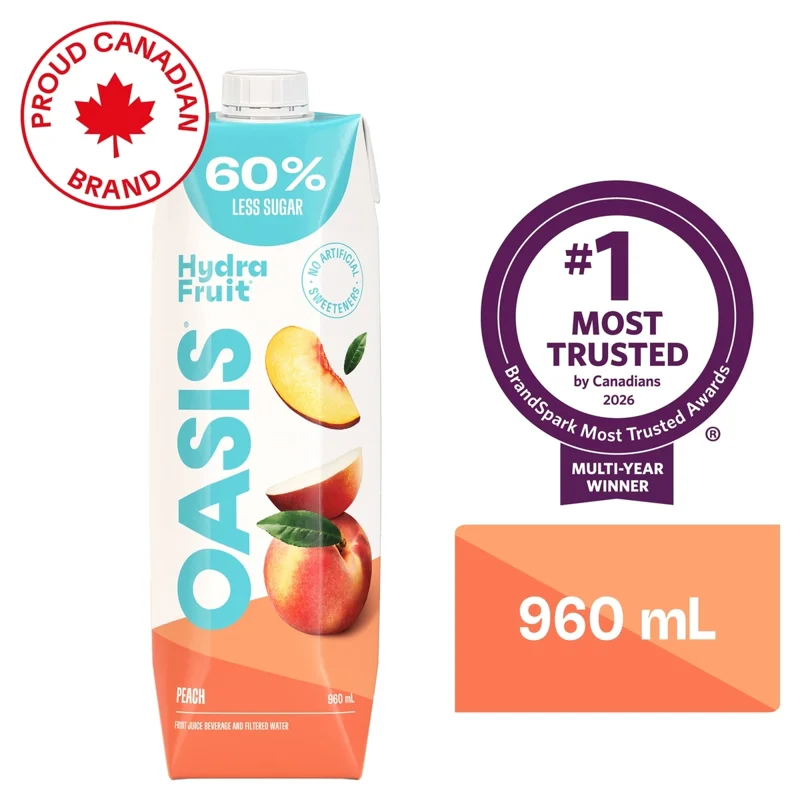 PROUD CANADIAN
BRAND
60%
LESS SUGAR
Hydra
Fruit®
NO ARTIFICIAL
SWEETENERS
OASIS®
PEACH
960 mL
FRUIT JUICE BEVERAGE AND FILTERED WATER
#1
MOST
TRUSTED
by Canadians
2026
BrandSpark Most Trusted Awards
®
MULTI-YEAR
WINNER
960 mL